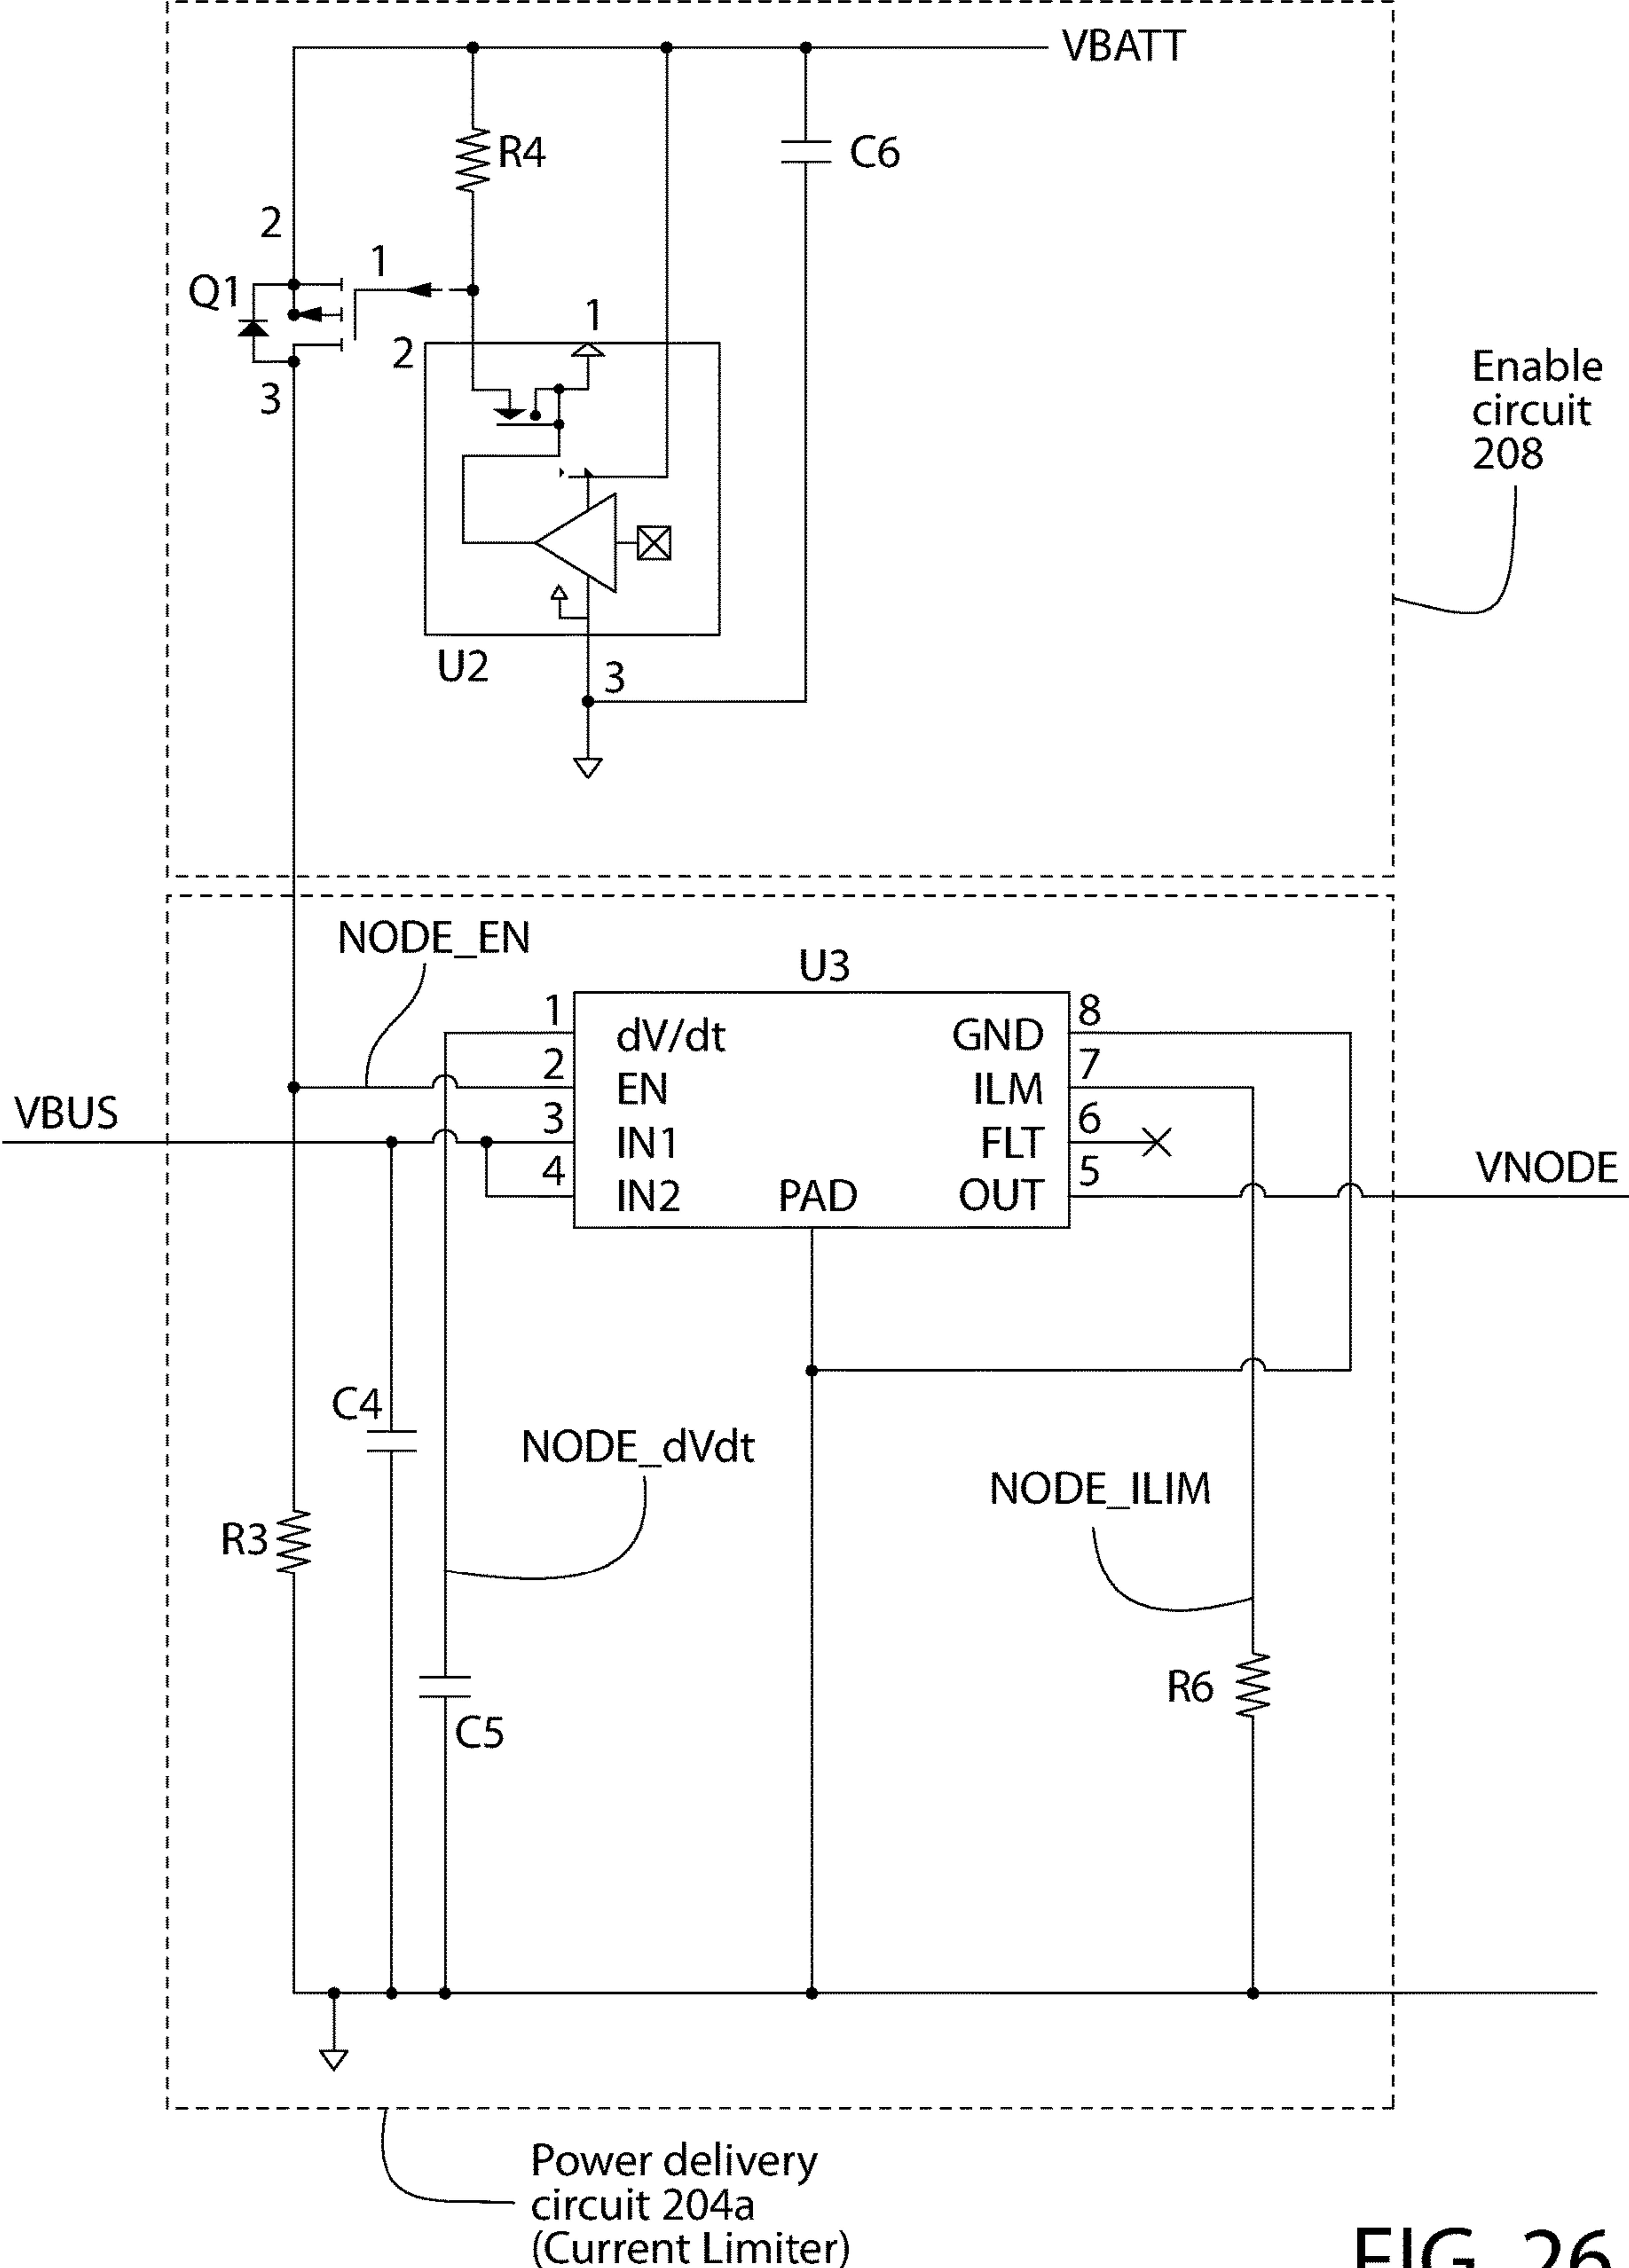 VBATT
R4
C6
2
1
Q1
1
2
3
Enable
circuit
208
U2
3
NODE_EN
U3
1
dV/dt
GND
8
2
EN
ILM
7
VBUS
3
IN1
FLT
6
4
IN2
PAD
OUT
5
VNODE
C4
NODE_dVdt
NODE_ILIM
R3
R6
C5
Power delivery
circuit 204a
(Current Limiter)
FIG. 26